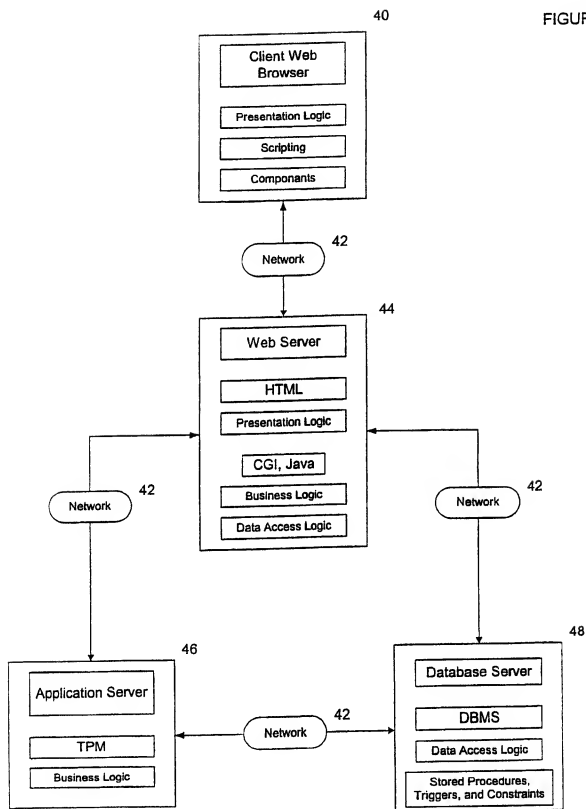 40
FIGUR
Client Web
Browser
Presentation Logic
Scripting
Componants
42
Network
44
Web Server
HTML
Presentation Logic
CGI, Java
Business Logic
Data Access Logic
42
Network
42
Network
46
Application Server
TPM
Business Logic
42
Network
48
Database Server
DBMS
Data Access Logic
Stored Procedures,
Triggers, and Constraints